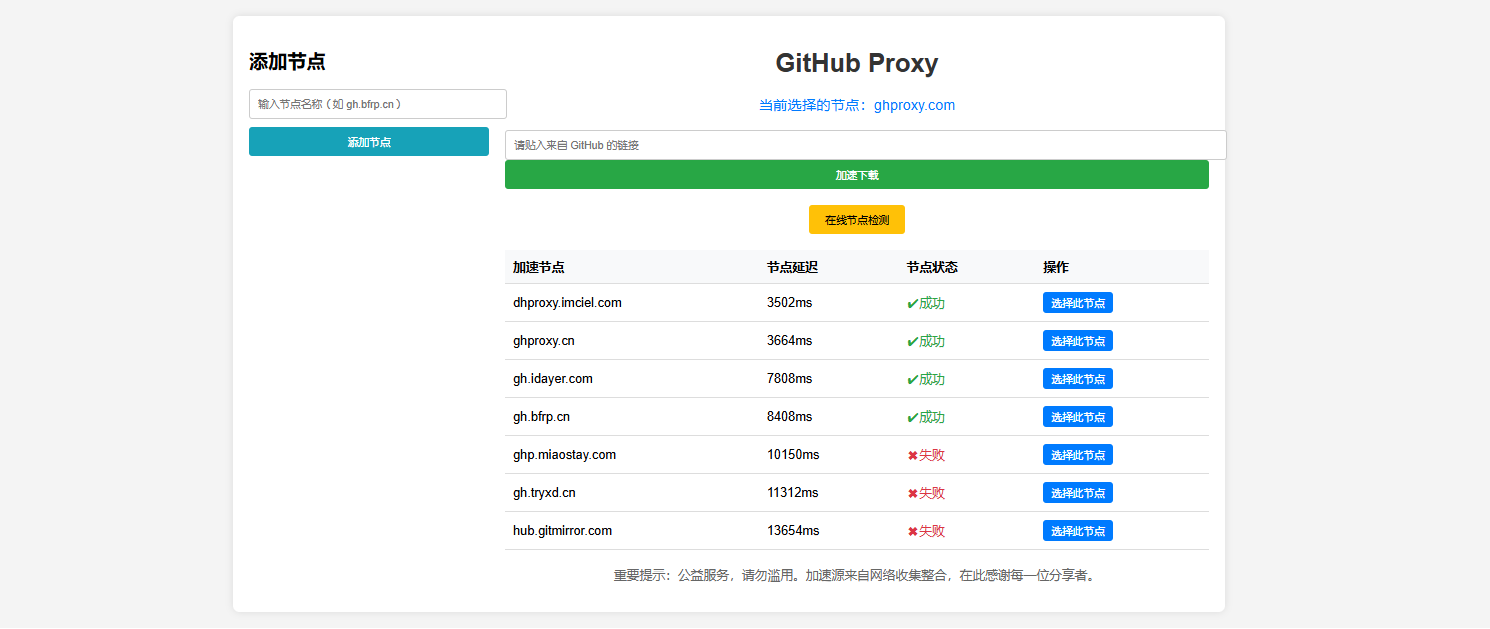 添加节点
输入节点名称（如 gh.bfrp.cn）
添加节点
GitHub Proxy
当前选择的节点：ghproxy.com
请贴入来自 GitHub 的链接
加速下载
在线节点检测
加速节点 节点延迟 节点状态 操作
dhproxy.imciel.com 3502ms ✔成功 选择此节点
ghproxy.cn 3664ms ✔成功 选择此节点
gh.idayer.com 7808ms ✔成功 选择此节点
gh.bfrp.cn 8408ms ✔成功 选择此节点
ghp.miaostay.com 10150ms ✖失败 选择此节点
gh.tryxd.cn 11312ms ✖失败 选择此节点
hub.gitmirror.com 13654ms ✖失败 选择此节点
重要提示：公益服务，请勿滥用。加速源来自网络收集整合，在此感谢每一位分享者。